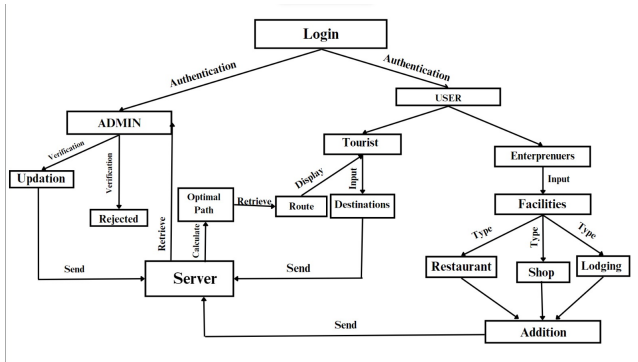 Login
Authentication
Authentication
USER
ADMIN
Tourist
Verification
Verification
Enterprenuers
Updation
Display
Input
Input
Rejected
Optimal
Path
Retrieve
Route
Destinations
Facilities
Retrieve
Calculate
Type
Type
Type
Send
Server
Send
Restaurant
Shop
Lodging
Send
Addition